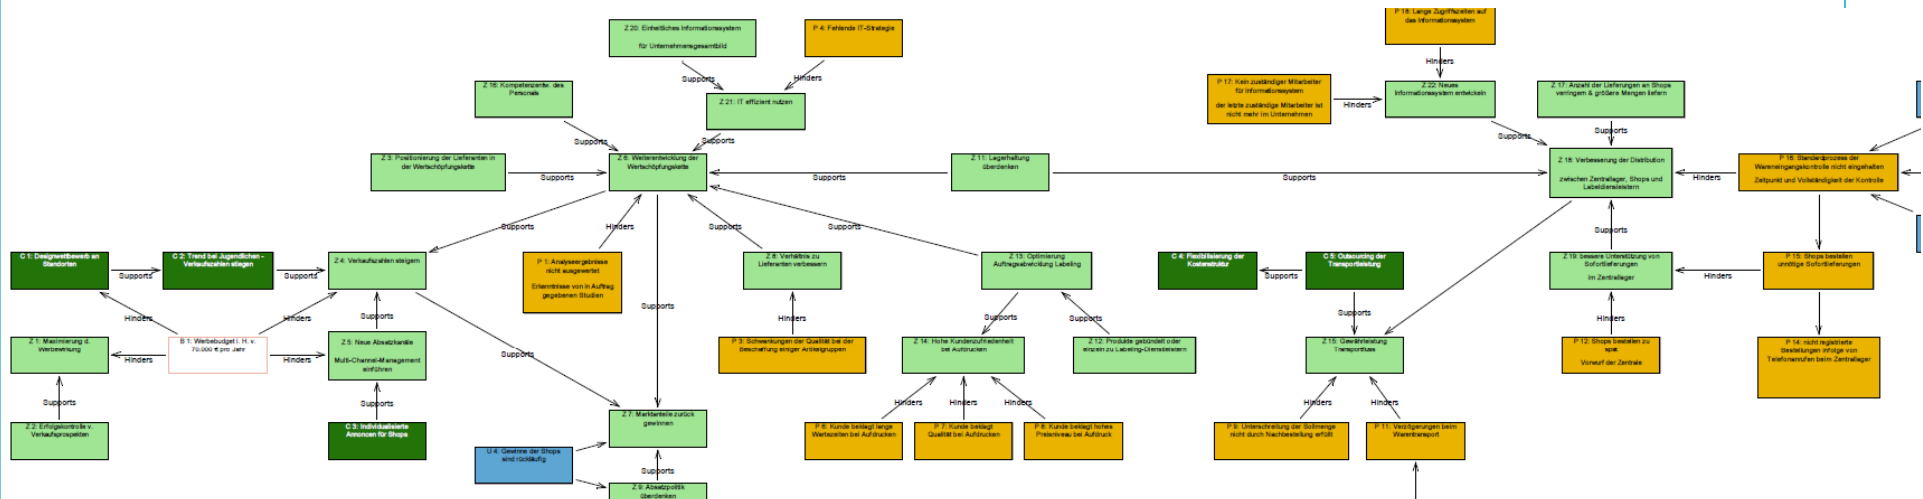 P 18: Lange Zugriffszeiten auf
das Informationssystem
Z 20: Einheitliches Informationssystem
für Unternehmensgesamtbild
P 4: Fehlende IT-Strategie
Supports
Hinders
Hinders
Z 16: Kompetenzentw. des
Personals
Z 21: IT effizient nutzen
P 17: Kein zuständiger Mitarbeiter
für Informationssystem
der letzte zuständige Mitarbeiter ist
nicht mehr im Unternehmen
Hinders
Z 22: Neues
Informationssystem entwickeln
Z 17: Anzahl der Lieferungen an Shops
verringern & größere Mengen liefern
Supports
Supports
Supports
Supports
Z 3: Positionierung der Lieferanten in
der Wertschöpfungskette
Supports
Z 6: Weiterentwicklung der
Wertschöpfungskette
Supports
Z 11: Lagerhaltung
überdenken
Supports
Z 18: Verbesserung der Distribution
zwischen Zentrallager, Shops und
Labeldienstleistern
Hinders
P 16: Standardprozess der
Wareneingangskontrolle nicht eingehalten
Zeitpunkt und Vollständigkeit der Kontrolle
Supports
Hinders
Supports
Supports
Supports
C 1: Designwettbewerb an
Standorten
Supports
C 2: Trend bei Jugendlichen -
Verkaufszahlen stiegen
Supports
Z 4: Verkaufszahlen steigern
P 1: Analyseergebnisse
nicht ausgewertet
Erkenntnisse von in Auftrag
gegebenen Studien
Z 8: Verhältnis zu
Lieferanten verbessern
Z 13: Optimierung
Auftragsabwicklung Labeling
C 4: Flexibilisierung der
Kostenstruktur
Supports
C 5: Outsourcing der
Transportleistung
Z 19: bessere Unterstützung von
Sofortlieferungen
im Zentrallager
Hinders
P 15: Shops bestellen
unnötige Sofortlieferungen
Supports
Hinders
Hinders
Supports
Hinders
Supports
Supports
Supports
Hinders
Z 1: Maximierung d.
Werbewirkung
Hinders
B 1: Werbebudget i. H. v.
70.000 € pro Jahr
Hinders
Z 5: Neue Absatzkanäle
Multi-Channel-Management
einführen
Supports
P 3: Schwankungen der Qualität bei der
Beschaffung einiger Artikelgruppen
Z 14: Hohe Kundenzufriedenheit
bei Aufdrucken
Z 12: Produkte gebündelt oder
einzeln zu Labeling-Dienstleistern
Z 15: Gewährleistung
Transportfluss
P 12: Shops bestellen zu
spät
Vorwurf der Zentrale
P 14: nicht registrierte
Bestellungen infolge von
Telefonanrufen beim Zentrallager
Supports
Supports
Hinders
Hinders
Hinders
Hinders
Hinders
Z 2: Erfolgskontrolle v.
Verkaufsprospekten
C 3: Individualisierte
Annoncen für Shops
Z 7: Marktanteile zurück
gewinnen
P 6: Kunde beklagt lange
Wartezeiten bei Aufdrucken
P 7: Kunde beklagt
Qualität bei Aufdrucken
P 8: Kunde beklagt hohes
Preisniveau bei Aufdruck
P 9: Unterschreitung der Sollmenge
nicht durch Nachbestellung erfüllt
P 11: Verzögerungen beim
Warentransport
U 4: Gewinne der Shops
sind rückläufig
Supports
Z 9: Absatzpolitik
überdenken